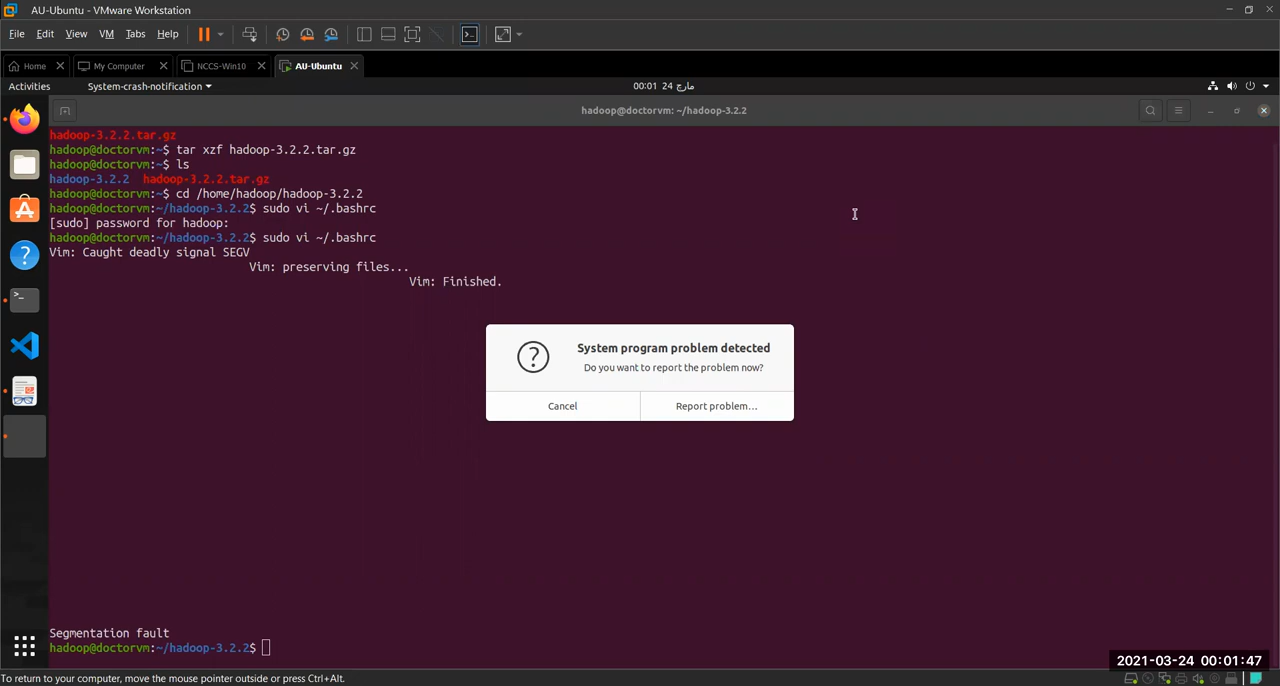 AU-Ubuntu - VMware Workstation
File Edit View VM Tabs Help
Home My Computer NCCS-Win10 AU-Ubuntu
Activities System-crash-notification 00:01 24 مارچ
hadoop@doctorvm: ~/hadoop-3.2.2
hadoop-3.2.2.tar.gz
hadoop@doctorvm:~$ tar xzf hadoop-3.2.2.tar.gz
hadoop@doctorvm:~$ ls
hadoop-3.2.2 hadoop-3.2.2.tar.gz
hadoop@doctorvm:~$ cd /home/hadoop/hadoop-3.2.2
hadoop@doctorvm:~/hadoop-3.2.2$ sudo vi ~/.bashrc
[sudo] password for hadoop:
hadoop@doctorvm:~/hadoop-3.2.2$ sudo vi ~/.bashrc
Vim: Caught deadly signal SEGV
Vim: preserving files...
Vim: Finished.
System program problem detected
Do you want to report the problem now?
Cancel Report problem…
Segmentation fault
hadoop@doctorvm:~/hadoop-3.2.2$
2021-03-24 00:01:47
To return to your computer, move the mouse pointer outside or press Ctrl+Alt.